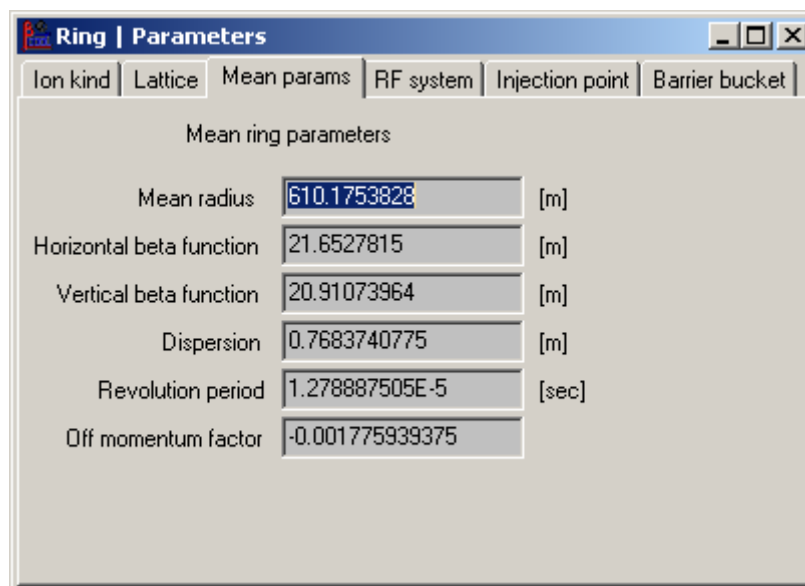 Ring | Parameters
Ion kind Lattice Mean params RF system Injection point Barrier bucket
Mean ring parameters
Mean radius 610.1753828 [m]
Horizontal beta function 21.6527815 [m]
Vertical beta function 20.91073964 [m]
Dispersion 0.7683740775 [m]
Revolution period 1.278887505E-5 [sec]
Off momentum factor -0.001775939375